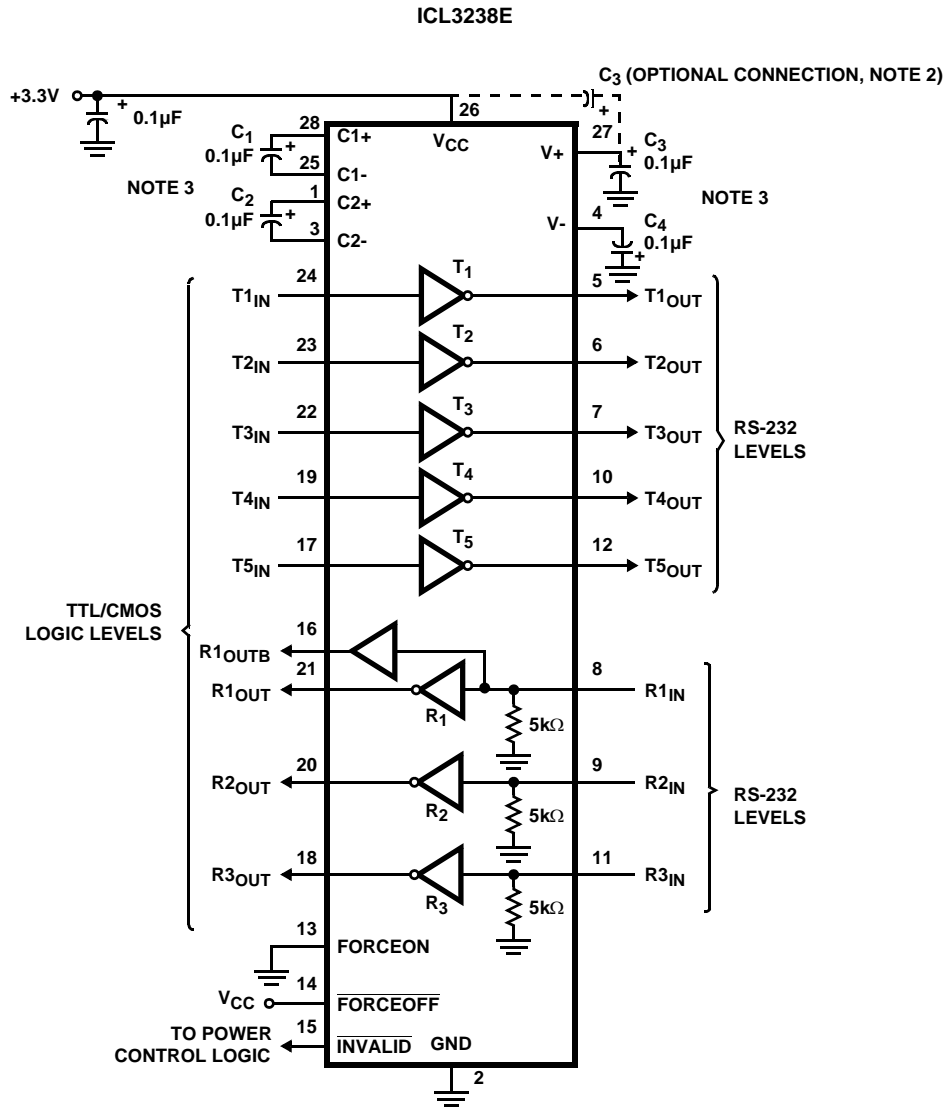 ICL3238E
C3 (OPTIONAL CONNECTION, NOTE 2)
+3.3V
+
0.1µF
26
VCC
+
28
C1+
C1
0.1µF
+
25
C1-
NOTE 3
1
C2+
C2
0.1µF
+
3
C2-
27
V+
+
C3
0.1µF
NOTE 3
4
V-
C4
0.1µF
+
24
T1IN
T1
5
T1OUT
23
T2IN
T2
6
T2OUT
22
T3IN
T3
7
T3OUT
RS-232
LEVELS
19
T4IN
T4
10
T4OUT
17
T5IN
T5
12
T5OUT
TTL/CMOS
LOGIC LEVELS
16
R1OUTB
21
R1OUT
R1
8
R1IN
5kΩ
20
R2OUT
R2
9
R2IN
5kΩ
RS-232
LEVELS
18
R3OUT
R3
11
R3IN
5kΩ
13
FORCEON
14
VCC
FORCEOFF
15
TO POWER
CONTROL LOGIC
INVALID
GND
2